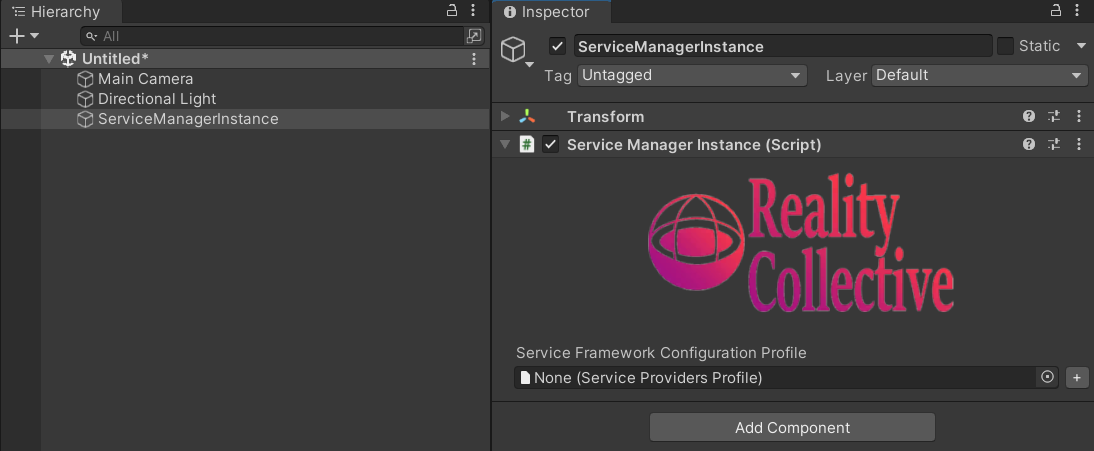 Hierarchy
All
Untitled*
Main Camera
Directional Light
ServiceManagerInstance
Inspector
ServiceManagerInstance
Static
Tag Untagged Layer Default
Transform
# Service Manager Instance (Script)
Reality
Collective
Service Framework Configuration Profile
None (Service Providers Profile)
Add Component